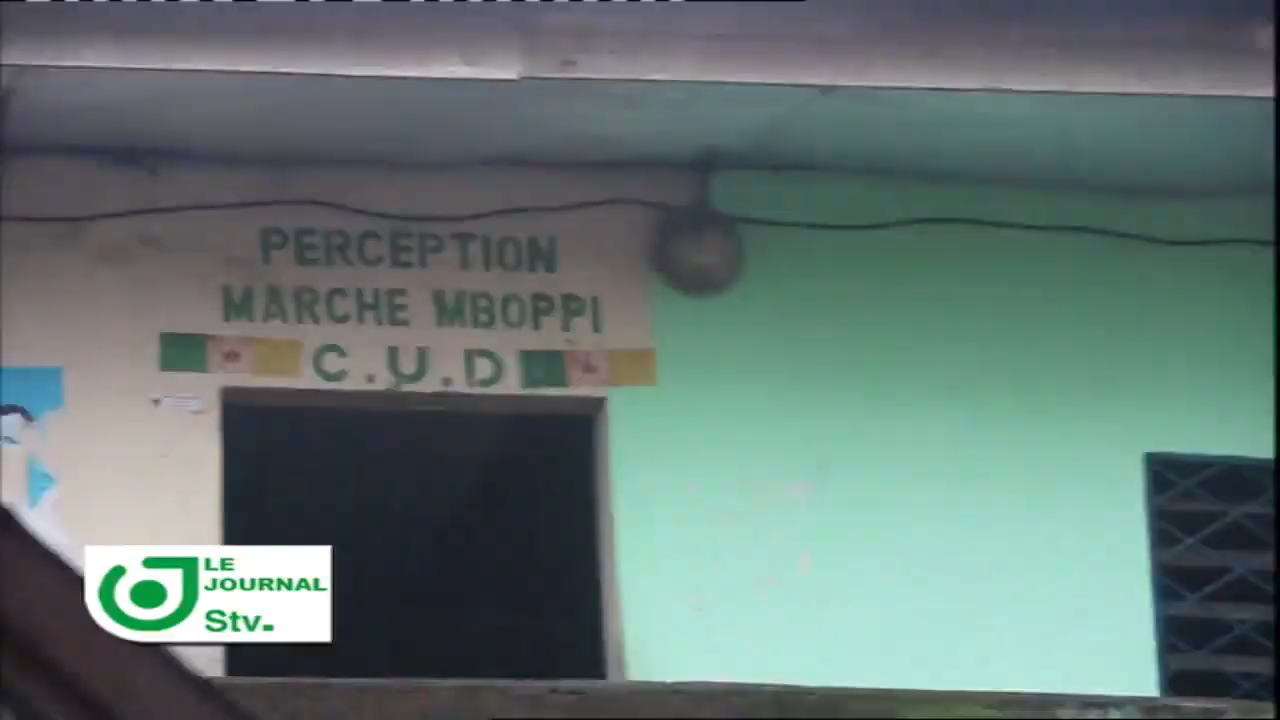 PERCEPTION
MARCHE MBOPPI
C.U.D
LE
JOURNAL
Stv.